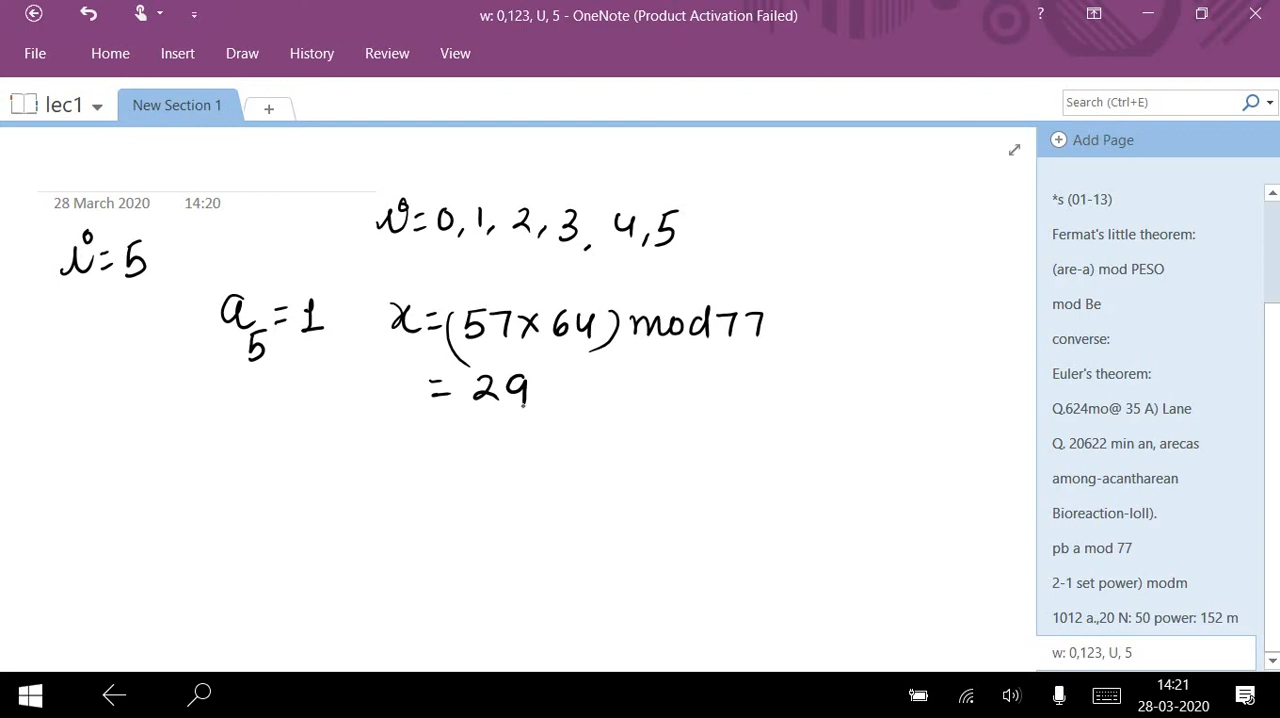 w: 0,123, U, 5 - OneNote (Product Activation Failed)
?
File Home Insert Draw History Review View
lec1 New Section 1 +
Search (Ctrl+E)
Add Page
28 March 2020 14:20
i = 0, 1, 2, 3, 4, 5
i = 5
a5 = 1 x = (57 × 64) mod 77
= 29
*s (01-13)
Fermat's little theorem:
(are-a) mod PESO
mod Be
converse:
Euler's theorem:
Q.624mo@ 35 A) Lane
Q. 20622 min an, arecas
among-acantharean
Bioreaction-loll).
pb a mod 77
2-1 set power) modm
1012 a.,20 N: 50 power: 152 m
w: 0,123, U, 5
14:21
28-03-2020